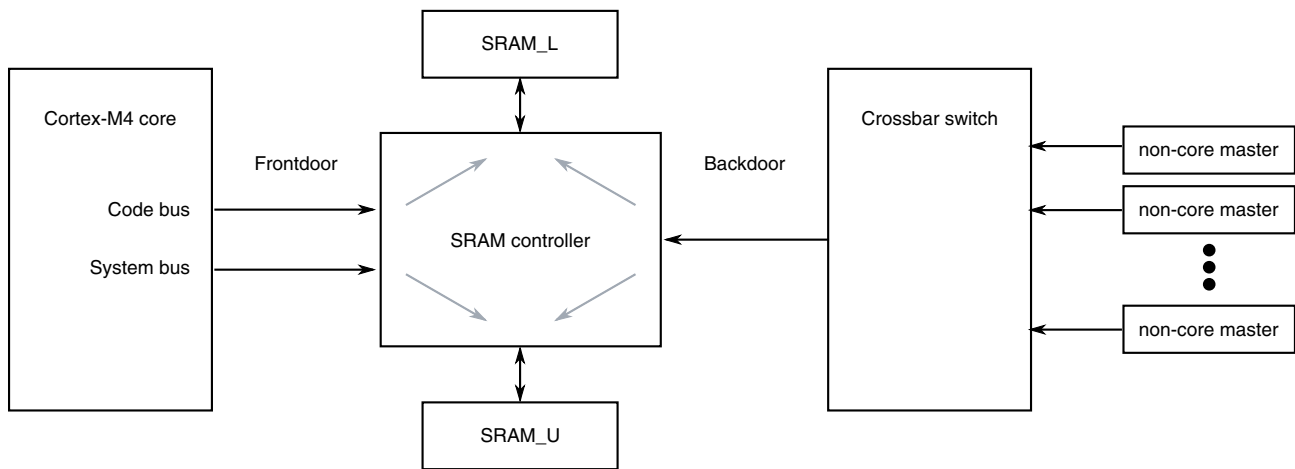 SRAM_L
Cortex-M4 core
Crossbar switch
non-core master
Frontdoor
Backdoor
Code bus
non-core master
SRAM controller
System bus
non-core master
SRAM_U